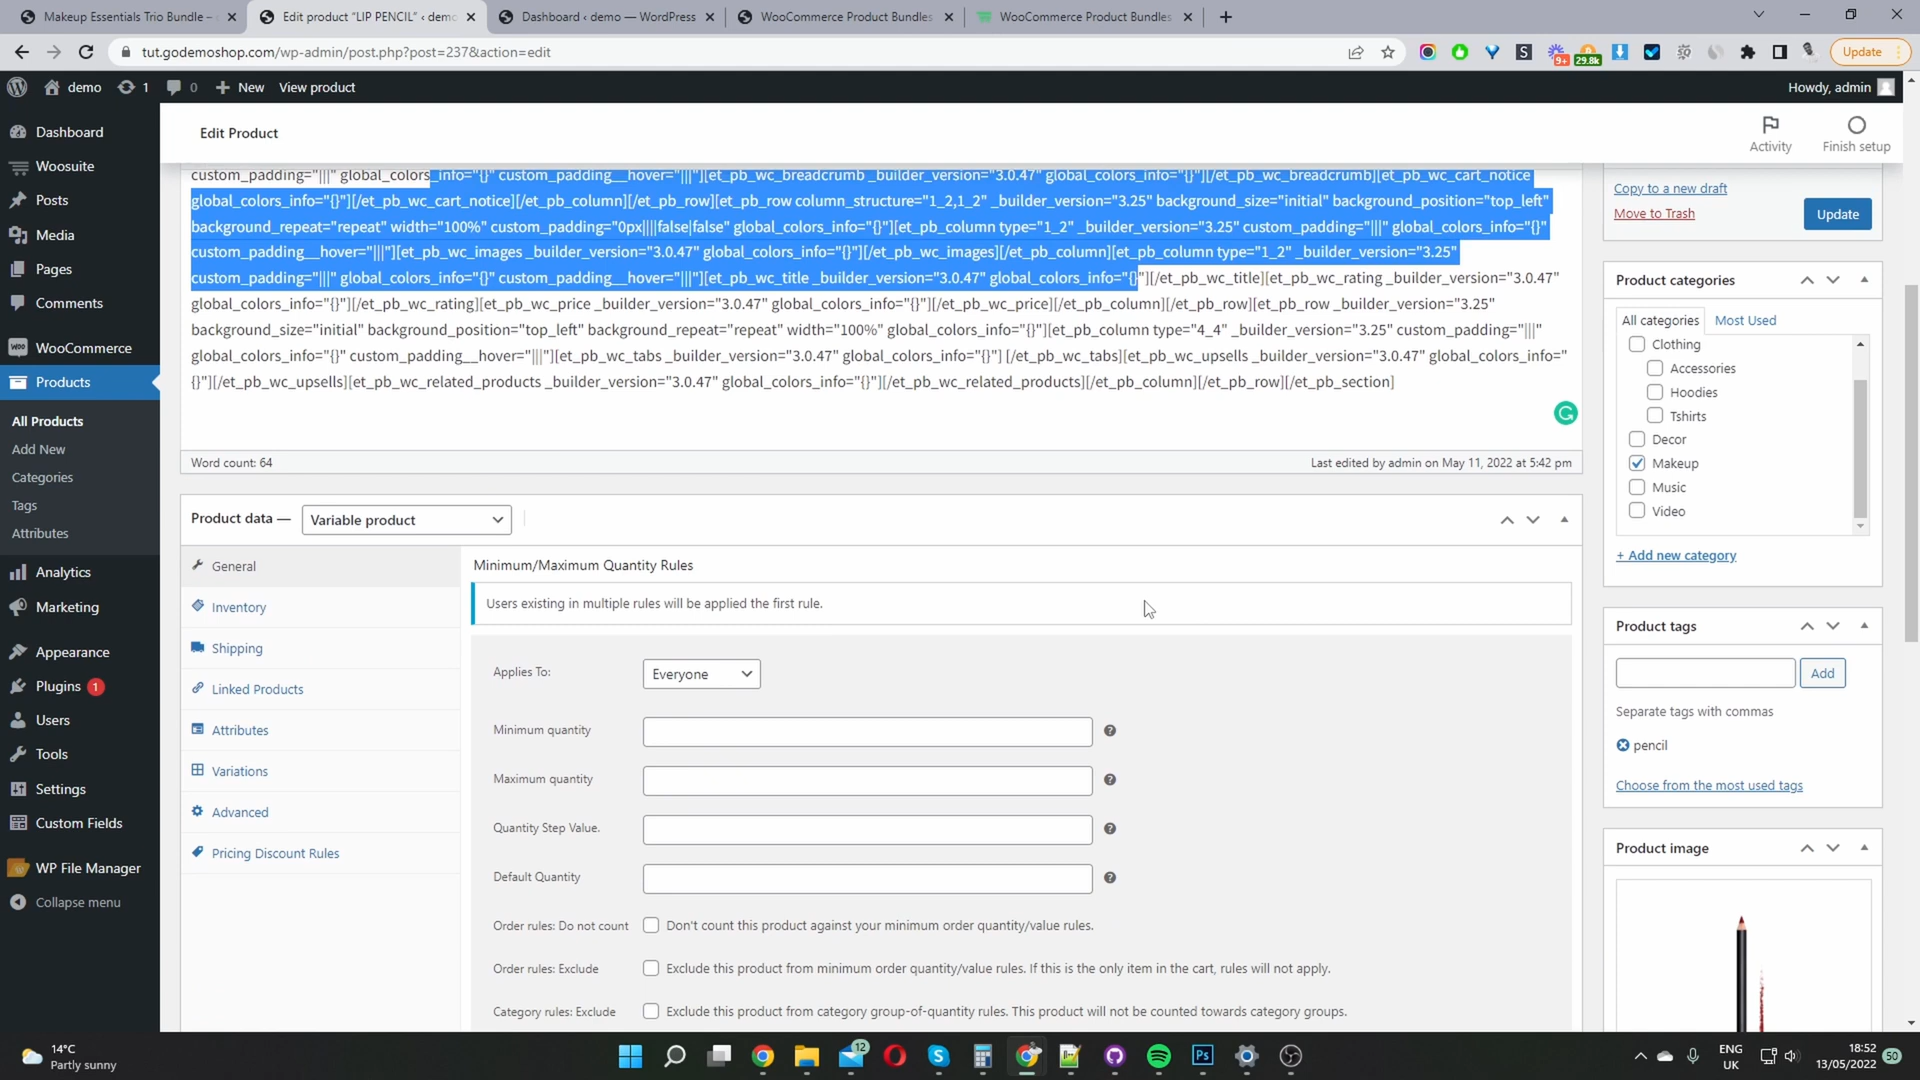 Makeup Essentials Trio Bundle –
Edit product “LIP PENCIL” ‹ demo
Dashboard ‹ demo — WordPress
WooCommerce Product Bundles
WooCommerce Product Bundles
tut.godemoshop.com/wp-admin/post.php?post=237&action=edit
9+
29.8k
Update
demo
1
0
New
View product
Howdy, admin
Dashboard
Woosuite
Posts
Media
Pages
Comments
WooCommerce
Products
All Products
Add New
Categories
Tags
Attributes
Analytics
Marketing
Appearance
Plugins 1
Users
Tools
Settings
Custom Fields
WP File Manager
Collapse menu
Edit Product
Activity
Finish setup
custom_padding="|||" global_colors_info="{}" custom_padding__hover="|||"][et_pb_wc_breadcrumb _builder_version="3.0.47" global_colors_info="{}"][/et_pb_wc_breadcrumb][et_pb_wc_cart_notice
global_colors_info="{}"][/et_pb_wc_cart_notice][/et_pb_column][/et_pb_row][et_pb_row column_structure="1_2,1_2" _builder_version="3.25" background_size="initial" background_position="top_left"
background_repeat="repeat" width="100%" custom_padding="0px||||false|false" global_colors_info="{}"][et_pb_column type="1_2" _builder_version="3.25" custom_padding="|||" global_colors_info="{}"
custom_padding__hover="|||"][et_pb_wc_images _builder_version="3.0.47" global_colors_info="{}"][/et_pb_wc_images][/et_pb_column][et_pb_column type="1_2" _builder_version="3.25"
custom_padding="|||" global_colors_info="{}" custom_padding__hover="|||"][et_pb_wc_title _builder_version="3.0.47" global_colors_info="{}"][/et_pb_wc_title][et_pb_wc_rating _builder_version="3.0.47"
global_colors_info="{}"][/et_pb_wc_rating][et_pb_wc_price _builder_version="3.0.47" global_colors_info="{}"][/et_pb_wc_price][/et_pb_column][/et_pb_row][et_pb_row _builder_version="3.25"
background_size="initial" background_position="top_left" background_repeat="repeat" width="100%" global_colors_info="{}"][et_pb_column type="4_4" _builder_version="3.25" custom_padding="|||"
global_colors_info="{}" custom_padding__hover="|||"][et_pb_wc_tabs _builder_version="3.0.47" global_colors_info="{}"] [/et_pb_wc_tabs][et_pb_wc_upsells _builder_version="3.0.47" global_colors_info="
{}"][/et_pb_wc_upsells][et_pb_wc_related_products _builder_version="3.0.47" global_colors_info="{}"][/et_pb_wc_related_products][/et_pb_column][/et_pb_row][/et_pb_section]
Word count: 64
Last edited by admin on May 11, 2022 at 5:42 pm
Product data —
Variable product
General
Inventory
Shipping
Linked Products
Attributes
Variations
Advanced
Pricing Discount Rules
Minimum/Maximum Quantity Rules
Users existing in multiple rules will be applied the first rule.
Applies To:
Everyone
Minimum quantity
Maximum quantity
Quantity Step Value.
Default Quantity
Order rules: Do not count
Don't count this product against your minimum order quantity/value rules.
Order rules: Exclude
Exclude this product from minimum order quantity/value rules. If this is the only item in the cart, rules will not apply.
Category rules: Exclude
Exclude this product from category group-of-quantity rules. This product will not be counted towards category groups.
Copy to a new draft
Move to Trash
Update
Product categories
All categories
Most Used
Clothing
Accessories
Hoodies
Tshirts
Decor
Makeup
Music
Video
+ Add new category
Product tags
Add
Separate tags with commas
pencil
Choose from the most used tags
Product image
14°C
Partly sunny
12
ENG
UK
18:52
13/05/2022
50